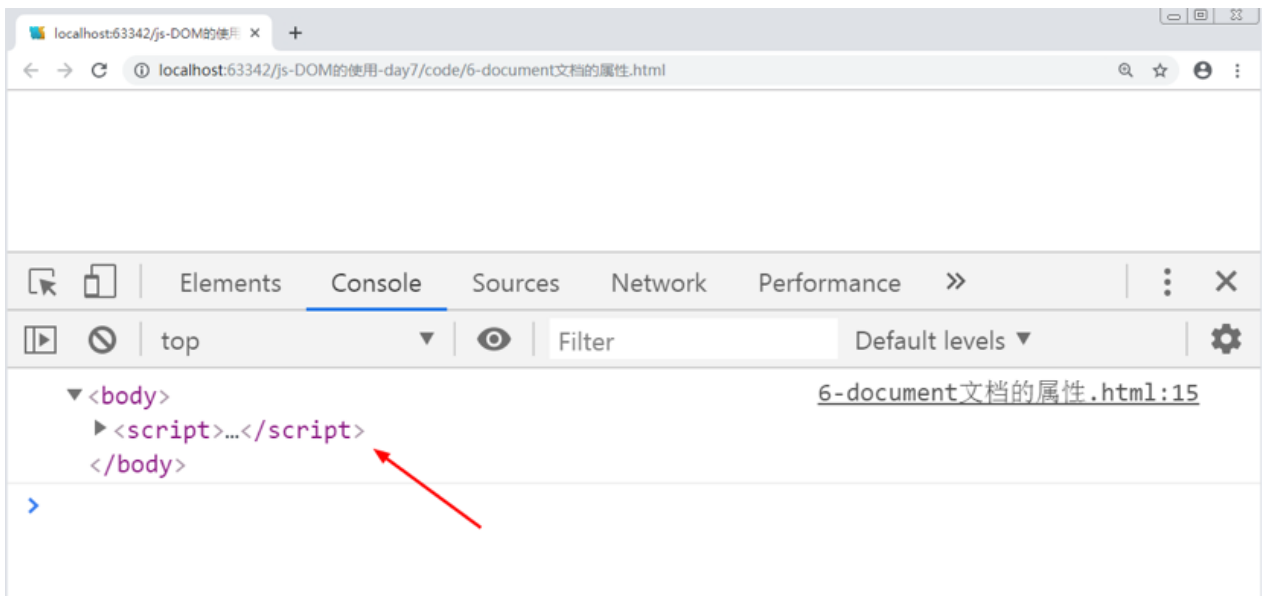 localhost:63342/js-DOM的使用
localhost:63342/js-DOM的使用-day7/code/6-document文档的属性.html
Elements Console Sources Network Performance »
top Filter Default levels
<body> 6-document文档的属性.html:15
<script>…</script>
</body>